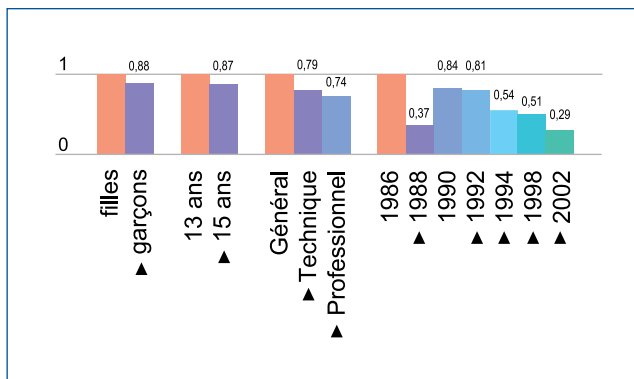 1
0
0,88
0,87
0,79
0,74
0,37
0,84
0,81
0,54
0,51
0,29
filles
▲ garçons
13 ans
▲ 15 ans
Général
▲ Technique
▲ Professionnel
1986
▲ 1988
1990
▲ 1992
▲ 1994
▲ 1998
▲ 2002